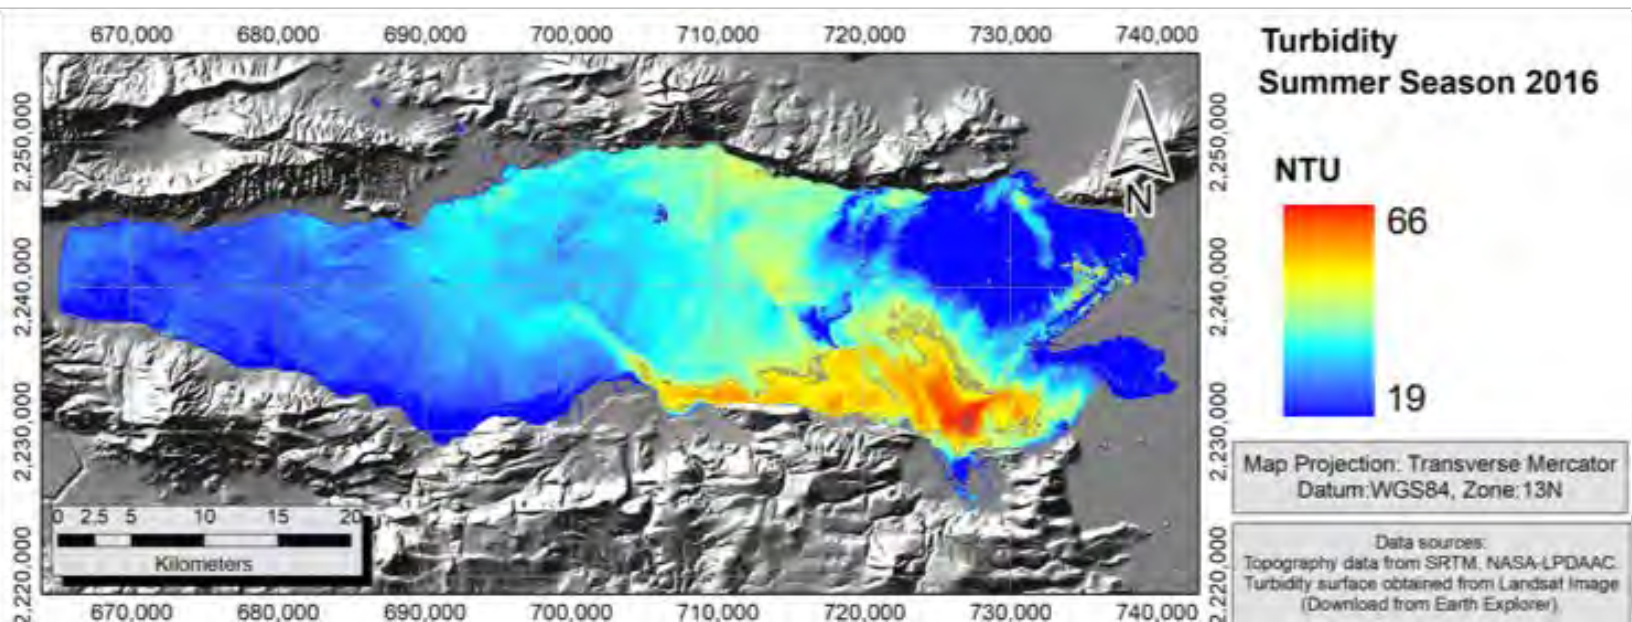 670,000 680,000 690,000 700,000 710,000 720,000 730,000 740,000
Turbidity
Summer Season 2016
2,250,000
2,240,000
2,230,000
2,220,000
2,250,000
2,240,000
2,230,000
2,220,000
N
NTU
66
19
0 2.5 5 10 15 20
Kilometers
670,000 680,000 690,000 700,000 710,000 720,000 730,000 740,000
Map Projection: Transverse Mercator
Datum:WGS84, Zone:13N
Data sources:
Topography data from SRTM, NASA-LPDAAC.
Turbidity surface obtained from Landsat Image
(Download from Earth Explorer).